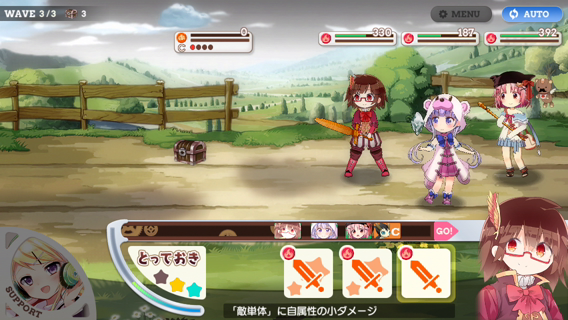 WAVE 3/3 3
MENU
AUTO
0
C
330
187
392
C GO!
とっておき
SUPPORT
「敵単体」に自属性の小ダメージ